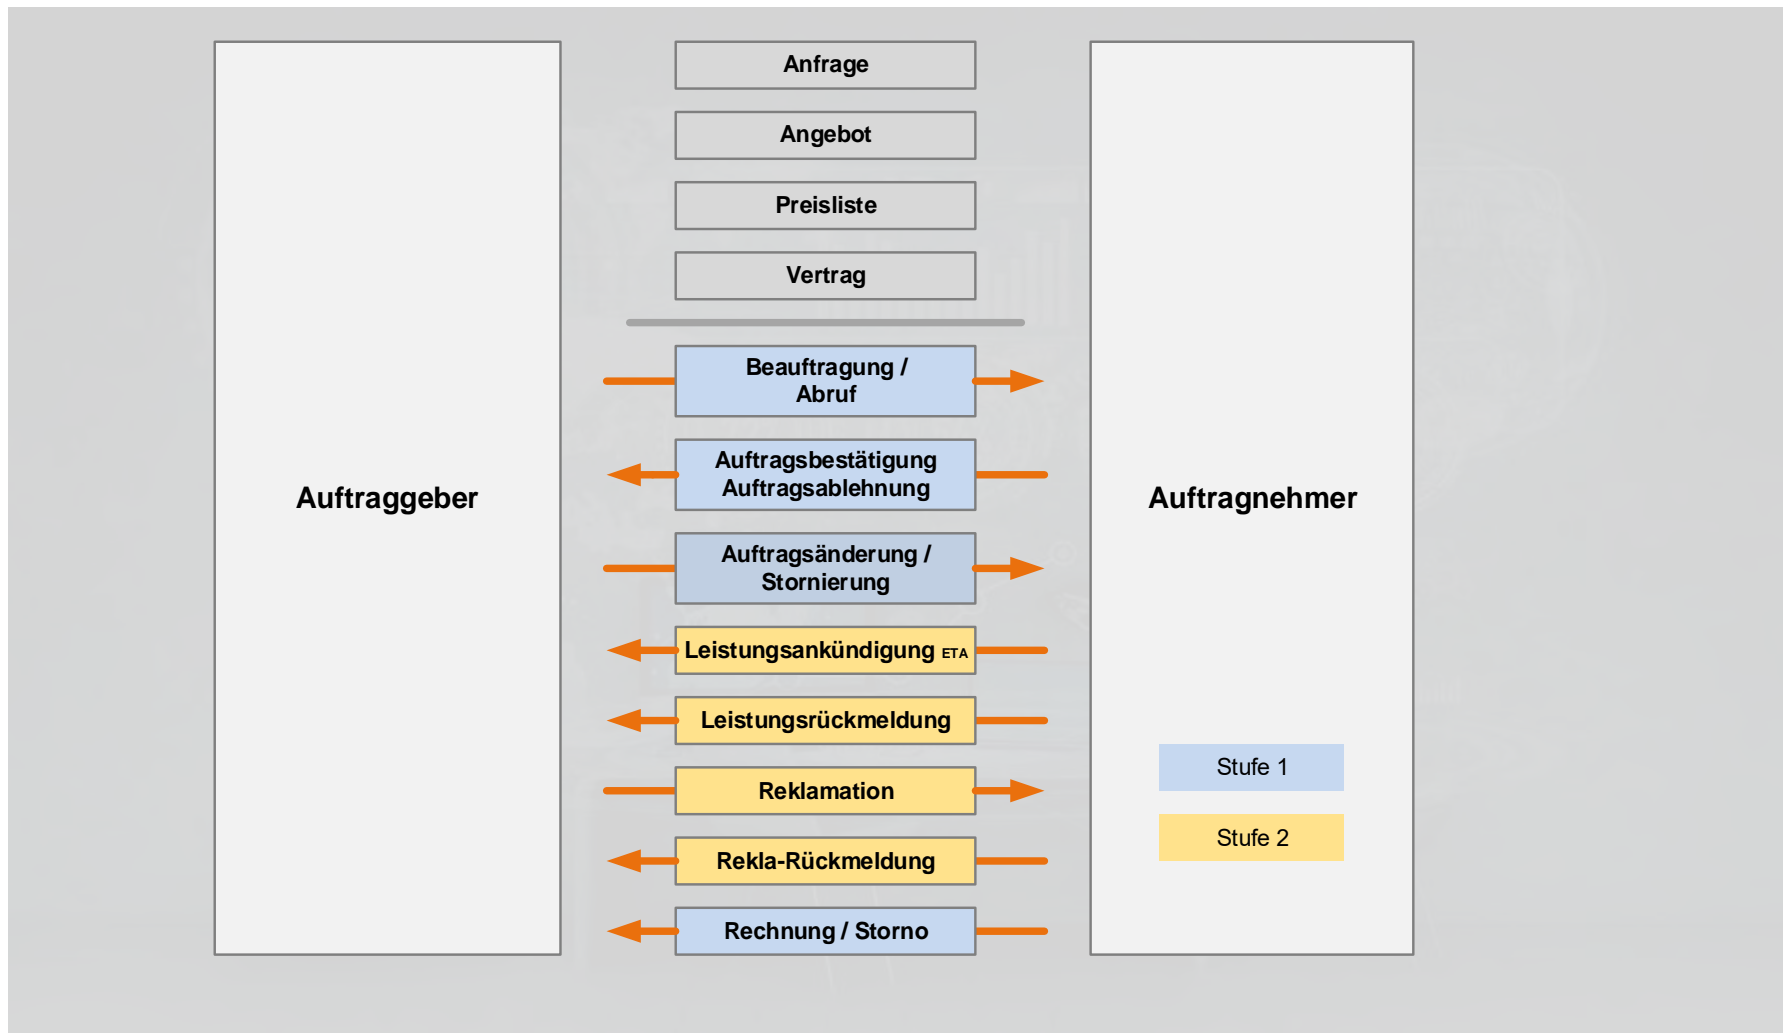 Anfrage
Angebot
Preisliste
Vertrag
Beauftragung /
Abruf
Auftragsbestätigung
Auftragsablehnung
Auftraggeber
Auftragnehmer
Auftragsänderung /
Stornierung
Leistungsankündigung ETA
Leistungsrückmeldung
Reklamation
Rekla-Rückmeldung
Rechnung / Storno
Stufe 1
Stufe 2